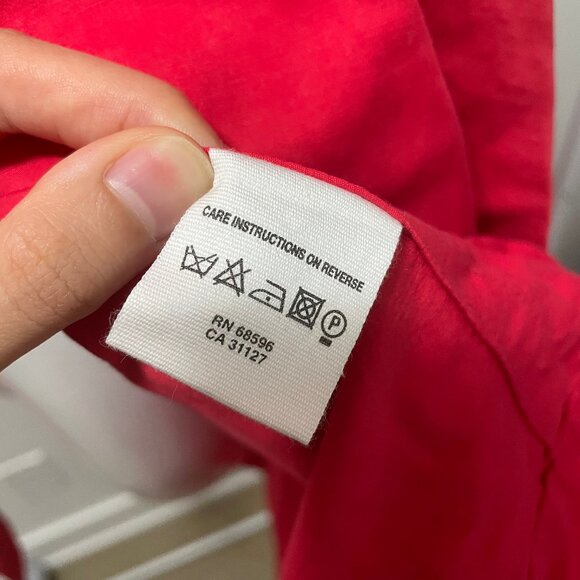 CARE INSTRUCTIONS ON REVERSE
P
RN 68596
CA 31127